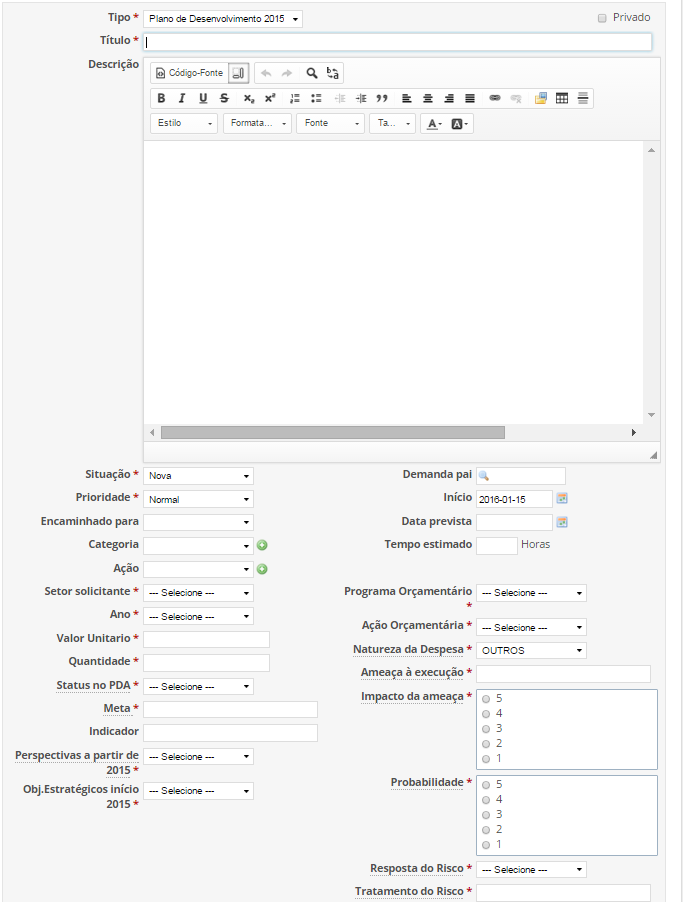 Tipo * Plano de Desenvolvimento 2015 Privado
Título *
Descrição
Código-Fonte
B I U S x₂ x²
Estilo Formata... Fonte Ta... A A
Situação * Nova
Demanda pai
Prioridade * Normal
Início 2016-01-15
Encaminhado para
Data prevista
Categoria
Tempo estimado Horas
Ação
Setor solicitante * --- Selecione ---
Programa Orçamentário * --- Selecione ---
Ano * --- Selecione ---
Ação Orçamentária * --- Selecione ---
Valor Unitario *
Natureza da Despesa * OUTROS
Quantidade *
Ameaça à execução *
Status no PDA * --- Selecione ---
Impacto da ameaça * 5
4
3
2
1
Meta *
Indicador
Perspectivas a partir de
2015 * --- Selecione ---
Probabilidade * 5
4
3
2
1
Obj.Estratégicos início
2015 * --- Selecione ---
Resposta do Risco * --- Selecione ---
Tratamento do Risco *